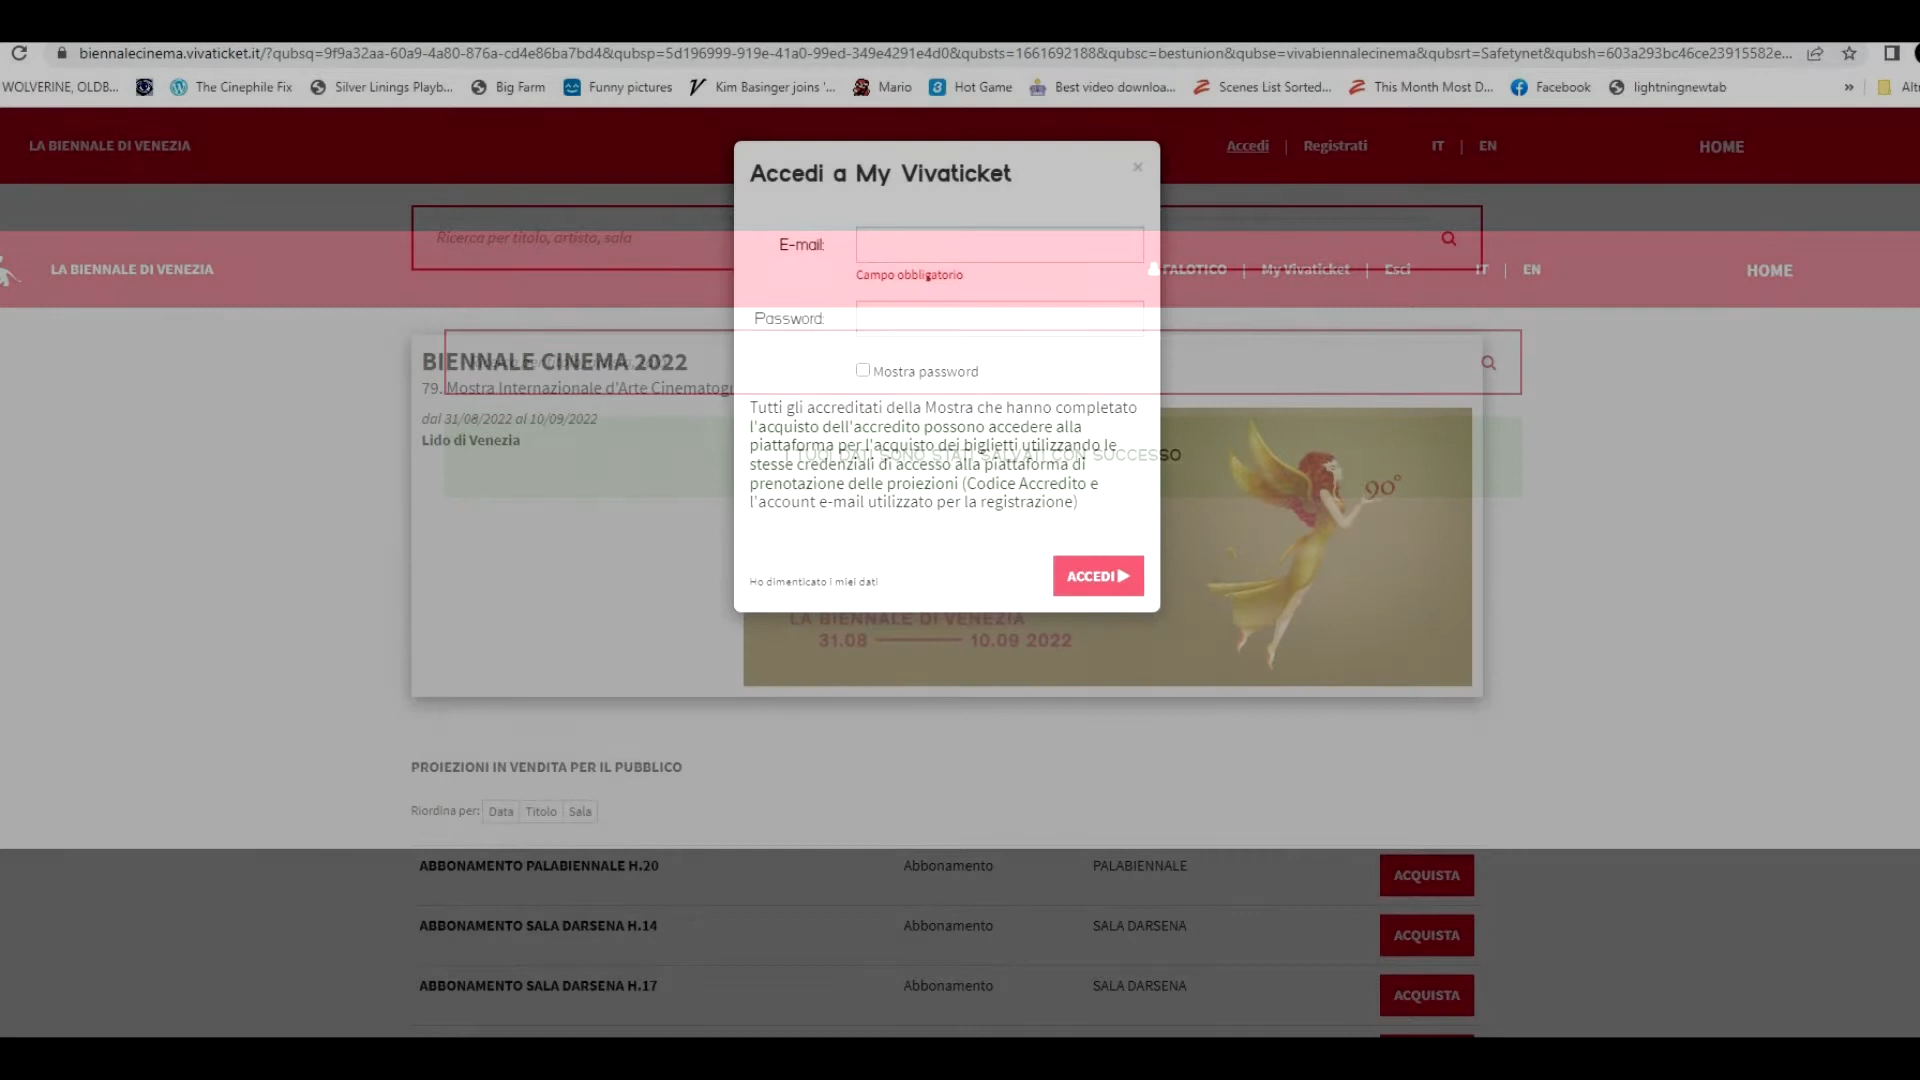 biennalecinema.vivaticket.it/?qubsq=9f9a32aa-60a9-4a80-876a-cd4e86ba7bd4&qubsp=5d196999-919e-41a0-99ed-349e4291e4d0&qubsts=1661692188&qubsc=bestunion&qubse=vivabiennalecinema&qubsrt=Safetynet&qubsh=603a293bc46ce23915582e...
WOLVERINE, OLDB... The Cinephile Fix Silver Linings Playb... Big Farm Funny pictures Kim Basinger joins '... Mario Hot Game Best video downloa... Scenes List Sorted... This Month Most D... Facebook lightningnewtab » Altr
LA BIENNALE DI VENEZIA Accedi | Registrati IT | EN HOME
Accedi a My Vivaticket ×
Ricerca per titolo, artista, sala
E-mail:
Campo obbligatorio
LA BIENNALE DI VENEZIA TALOTICO | My Vivaticket | Esci IT | EN HOME
Password:
Mostra password
BIENNALE CINEMA 2022
79. Mostra Internazionale d'Arte Cinematogr
dal 31/08/2022 al 10/09/2022
Lido di Venezia
Tutti gli accreditati della Mostra che hanno completato
l'acquisto dell'accredito possono accedere alla
piattaforma per l'acquisto dei biglietti utilizzando le
stesse credenziali di accesso alla piattaforma di
prenotazione delle proiezioni (Codice Accredito e
l'account e-mail utilizzato per la registrazione)
I TUOI DATI SONO STATI SALVATI CON SUCCESSO
90°
Ho dimenticato i miei dati
ACCEDI
LA BIENNALE DI VENEZIA
31.08 10.09 2022
PROIEZIONI IN VENDITA PER IL PUBBLICO
Riordina per: Data Titolo Sala
ABBONAMENTO PALABIENNALE H.20 Abbonamento PALABIENNALE ACQUISTA
ABBONAMENTO SALA DARSENA H.14 Abbonamento SALA DARSENA ACQUISTA
ABBONAMENTO SALA DARSENA H.17 Abbonamento SALA DARSENA ACQUISTA